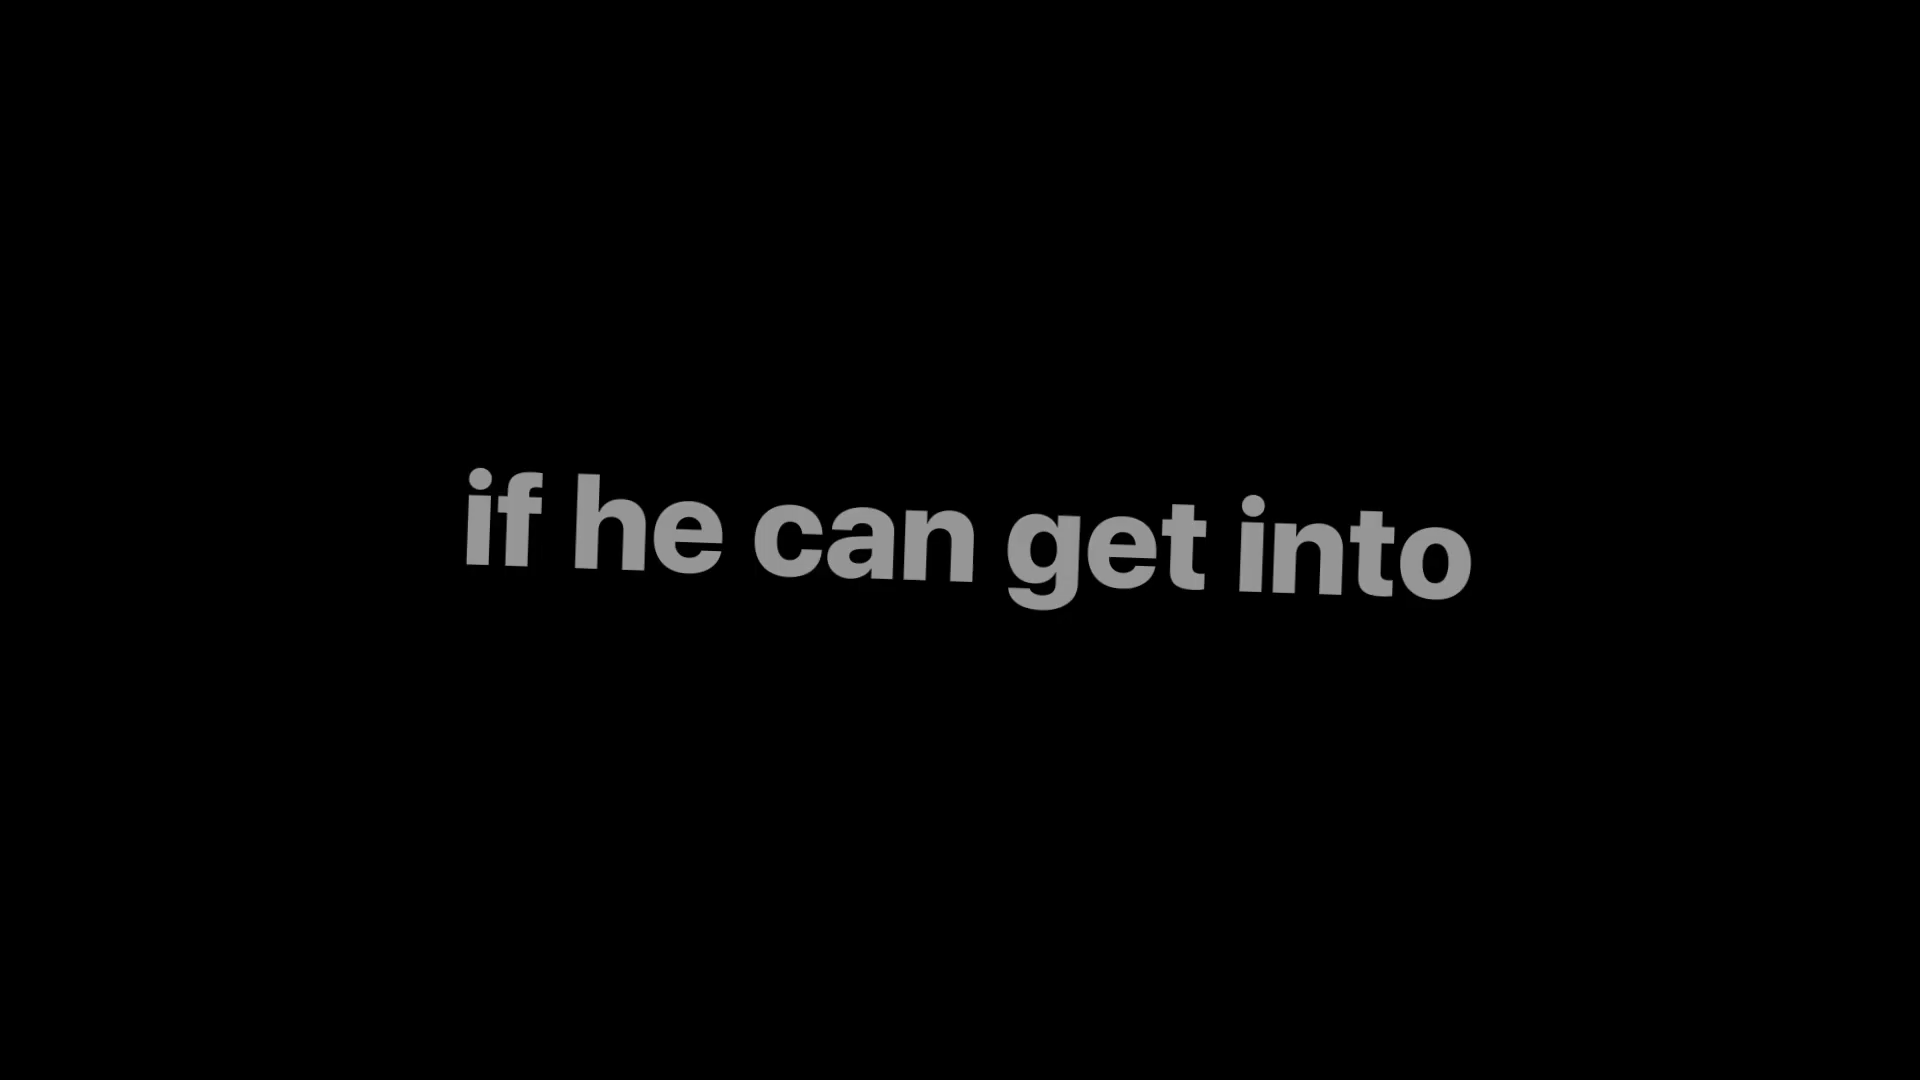 if he can get into